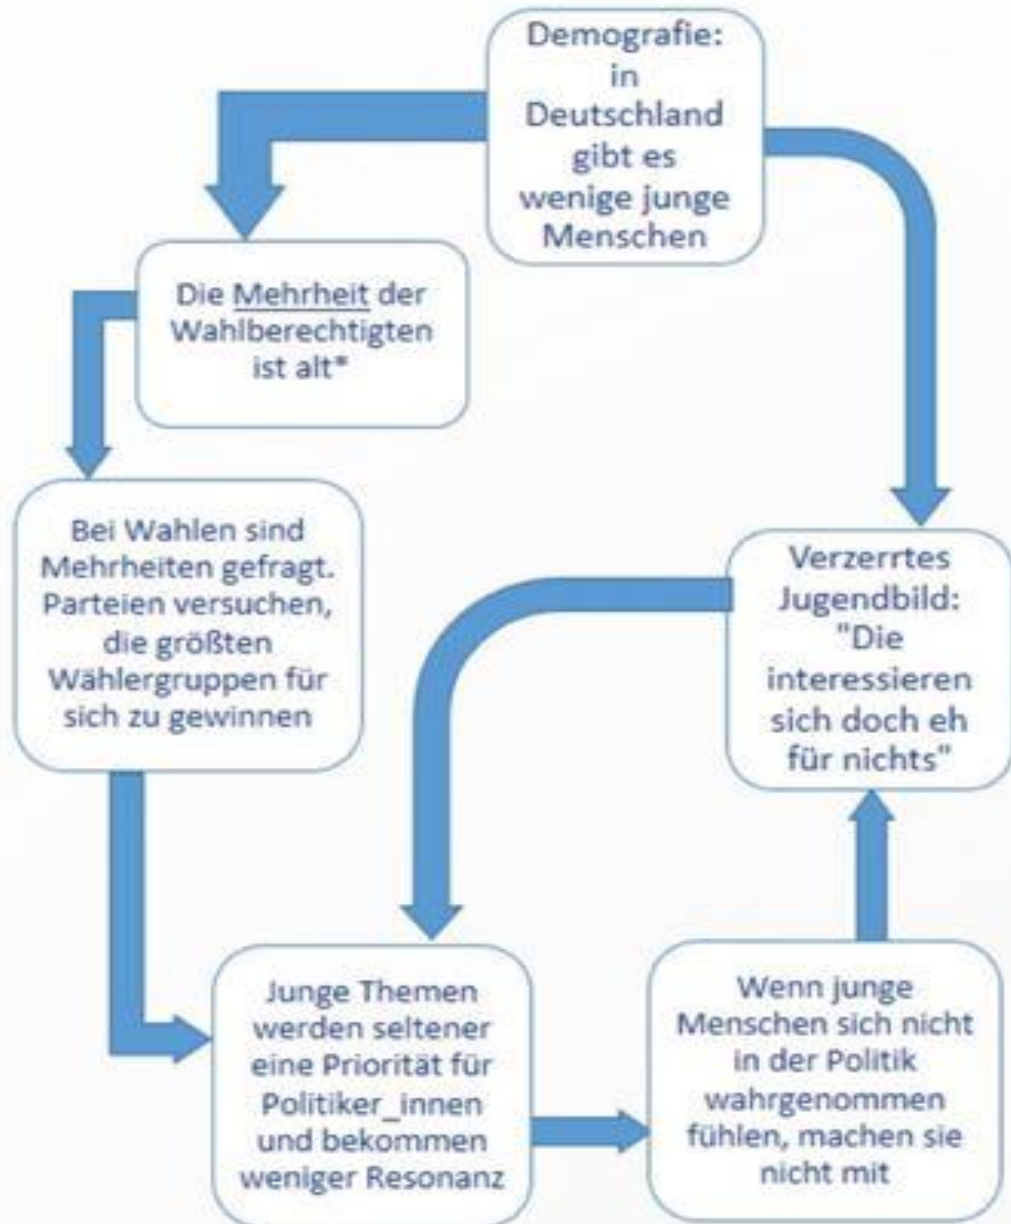 Demografie:
in
Deutschland
gibt es
wenige junge
Menschen
Die Mehrheit der
Wahlberechtigten
ist alt*
Bei Wahlen sind
Mehrheiten gefragt.
Parteien versuchen,
die größten
Wählergruppen für
sich zu gewinnen
Verzerrtes
Jugendbild:
"Die
interessieren
sich doch eh
für nichts"
Junge Themen
werden seltener
eine Priorität für
Politiker_innen
und bekommen
weniger Resonanz
Wenn junge
Menschen sich nicht
in der Politik
wahrgenommen
fühlen, machen sie
nicht mit